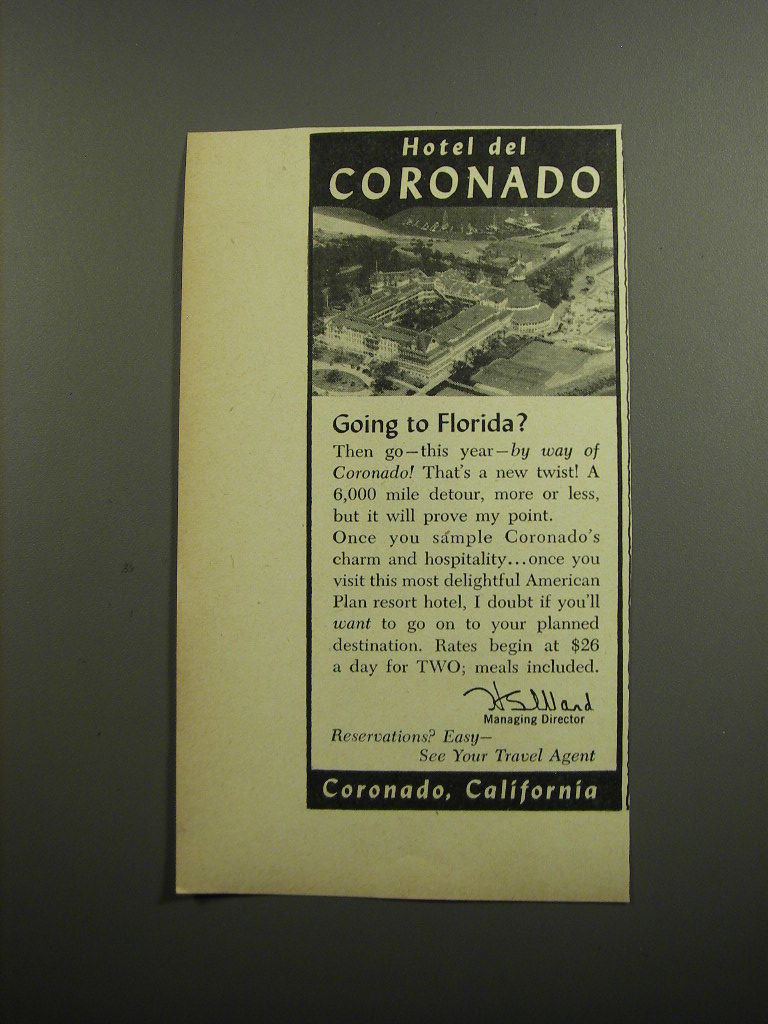 Hotel del
CORONADO
Going to Florida?
Then go—this year—by way of
Coronado! That's a new twist! A
6,000 mile detour, more or less,
but it will prove my point.
Once you sample Coronado's
charm and hospitality...once you
visit this most delightful American
Plan resort hotel, I doubt if you'll
want to go on to your planned
destination. Rates begin at $26
a day for TWO; meals included.
HSWard
Managing Director
Reservations? Easy—
See Your Travel Agent
Coronado, California